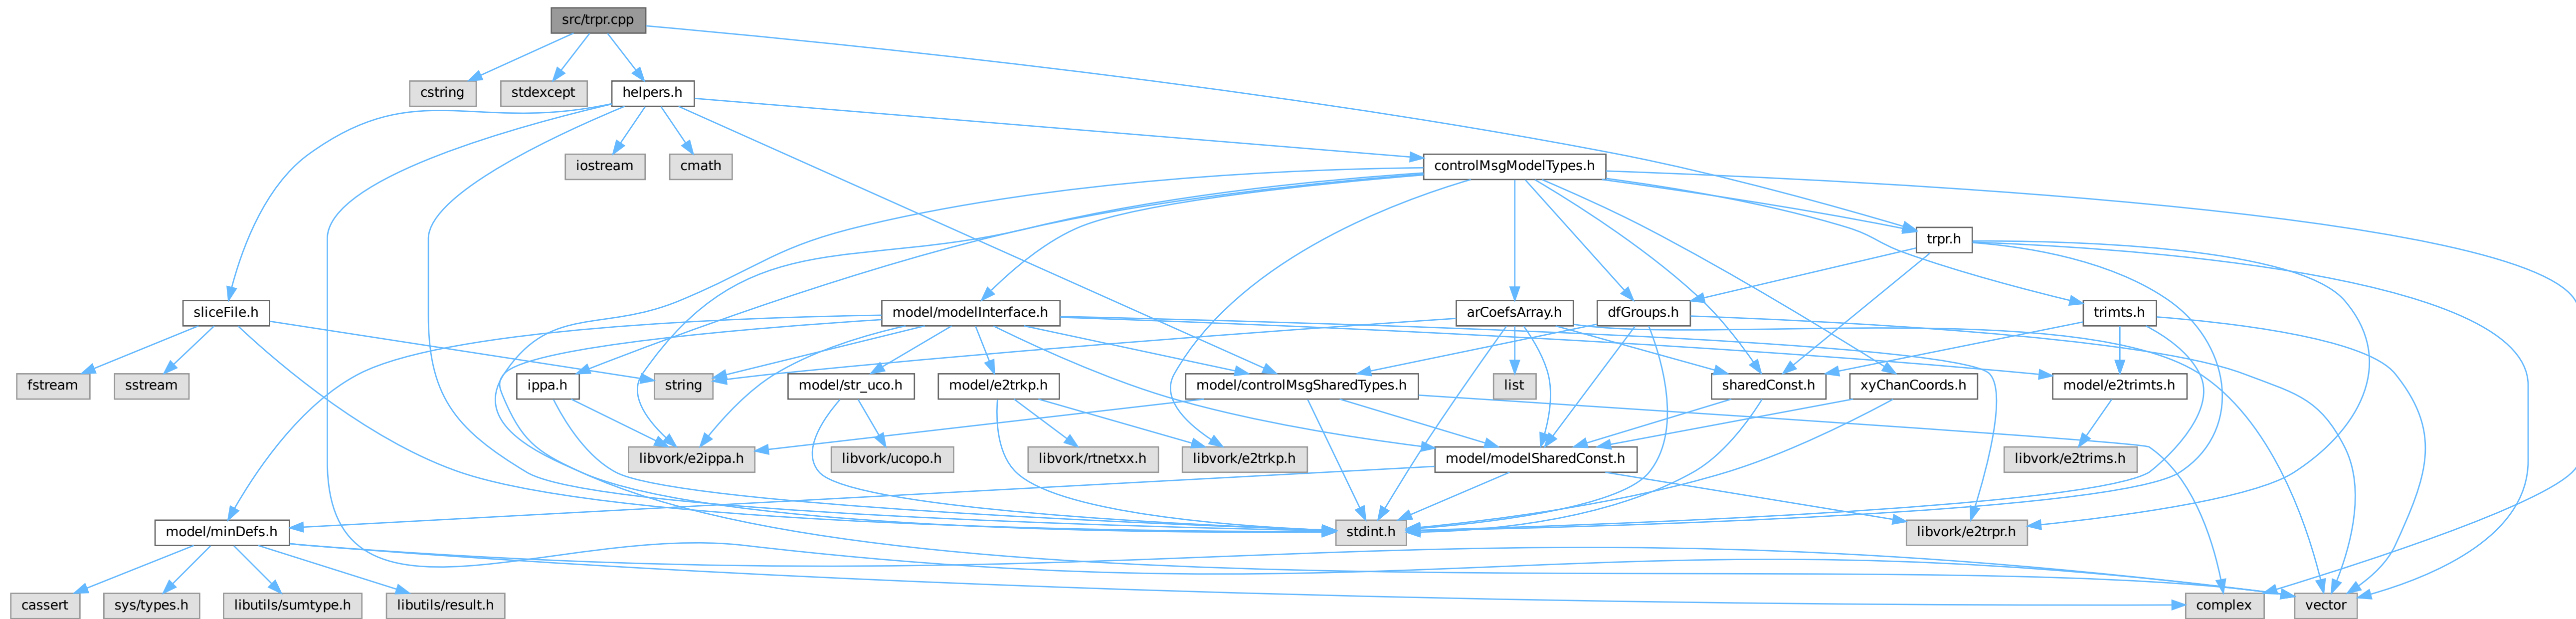 src/trpr.cpp
cstring
stdexcept
helpers.h
iostream
cmath
controlMsgModelTypes.h
trpr.h
sliceFile.h
model/modelInterface.h
arCoefsArray.h
dfGroups.h
trimts.h
fstream
sstream
ippa.h
string
model/str_uco.h
model/e2trkp.h
model/controlMsgSharedTypes.h
list
sharedConst.h
xyChanCoords.h
model/e2trimts.h
libvork/e2ippa.h
libvork/ucopo.h
libvork/rtnetxx.h
libvork/e2trkp.h
model/modelSharedConst.h
libvork/e2trims.h
model/minDefs.h
stdint.h
libvork/e2trpr.h
cassert
sys/types.h
libutils/sumtype.h
libutils/result.h
complex
vector